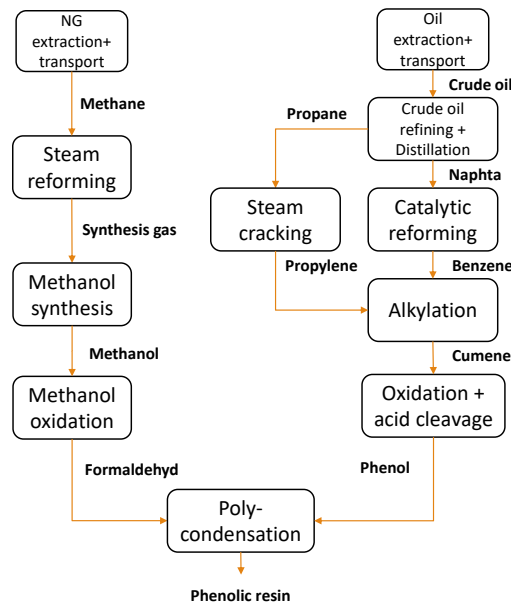 NG
extraction+
transport
Oil
extraction+
transport
Methane
Crude oil
Propane
Crude oil
refining +
Distillation
Steam
reforming
Naphta
Steam
cracking
Catalytic
reforming
Synthesis gas
Propylene
Benzene
Methanol
synthesis
Alkylation
Methanol
Cumene
Methanol
oxidation
Oxidation +
acid cleavage
Formaldehyd
Phenol
Poly-
condensation
Phenolic resin